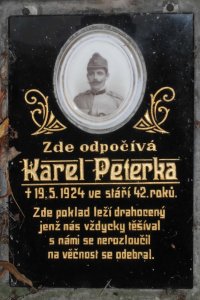 Zde odpočívá
Karel Peterka
† 19.5.1924 ve stáří 42.roků.
Zde poklad leží drahocený
jenž nás vždycky těšíval
s námi se nerozloučil
na věčnost se odebral.